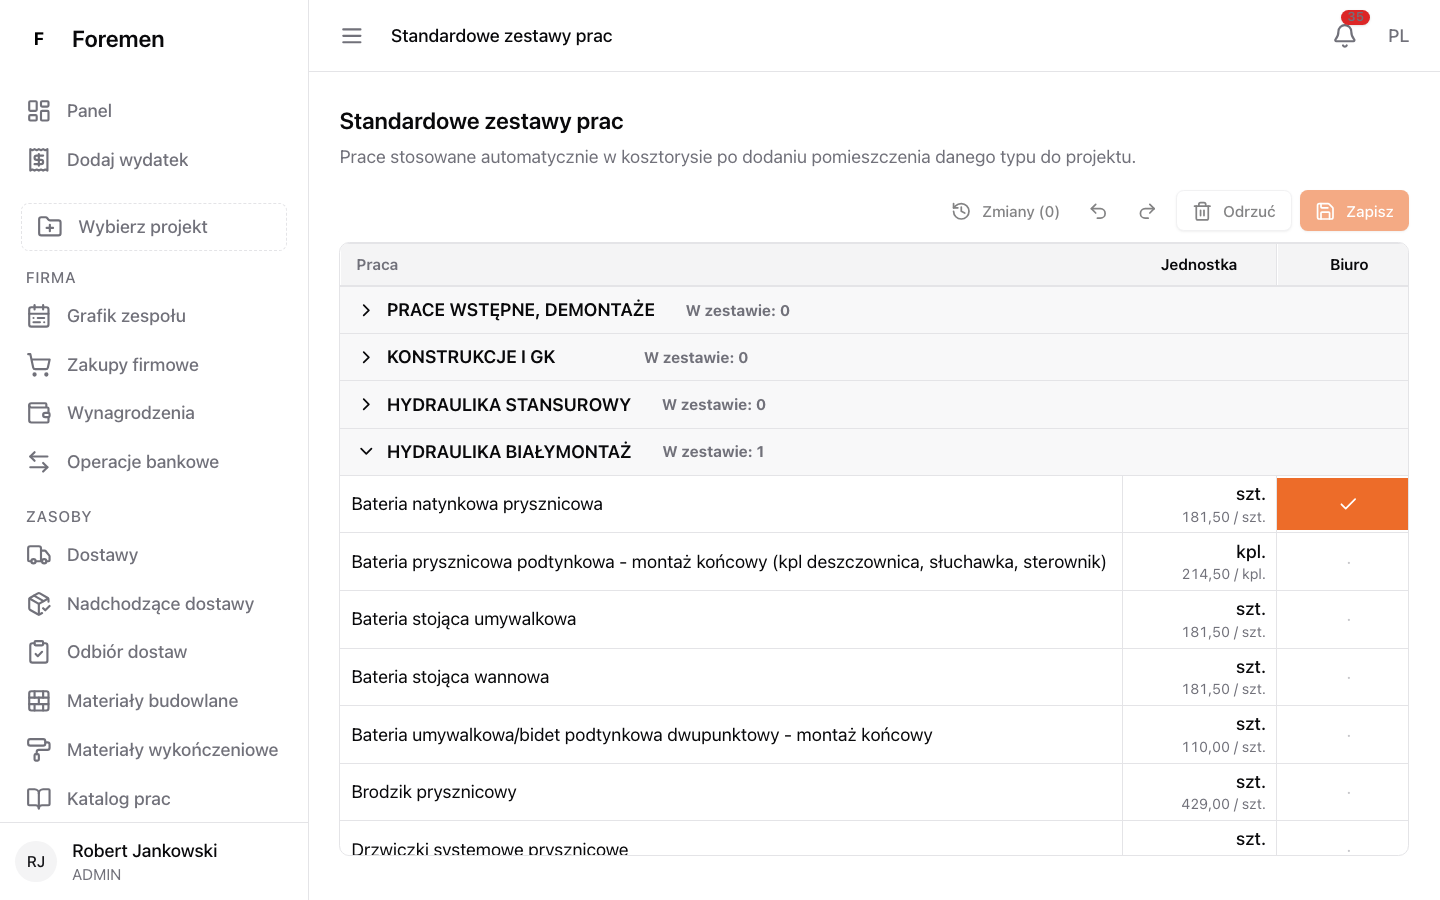 F Foremen
Standardowe zestawy prac
36
PL
Panel
Dodaj wydatek
Wybierz projekt
FIRMA
Grafik zespołu
Zakupy firmowe
Wynagrodzenia
Operacje bankowe
ZASOBY
Dostawy
Nadchodzące dostawy
Odbiór dostaw
Materiały budowlane
Materiały wykończeniowe
Katalog prac
RJ
Robert Jankowski
ADMIN
Standardowe zestawy prac
Prace stosowane automatycznie w kosztorysie po dodaniu pomieszczenia danego typu do projektu.
Zmiany (0) Odrzuć Zapisz
Praca Jednostka Biuro
PRACE WSTĘPNE, DEMONTAŻE W zestawie: 0
KONSTRUKCJE I GK W zestawie: 0
HYDRAULIKA STANSUROWY W zestawie: 0
HYDRAULIKA BIAŁYMONTAŻ W zestawie: 1
Bateria natynkowa prysznicowa szt.
181,50 / szt.
Bateria prysznicowa podtynkowa - montaż końcowy (kpl deszczownica, słuchawka, sterownik) kpl.
214,50 / kpl.
Bateria stojąca umywalkowa szt.
181,50 / szt.
Bateria stojąca wannowa szt.
181,50 / szt.
Bateria umywalkowa/bidet podtynkowa dwupunktowy - montaż końcowy szt.
110,00 / szt.
Brodzik prysznicowy szt.
429,00 / szt.
Drzwiczki systemowe prysznicowe szt.